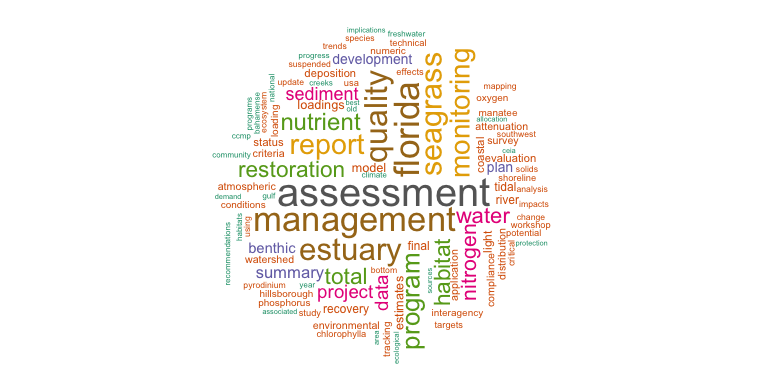 implications
freshwater
species
technical
trends
numeric
progress
development
suspended
deposition
effects
update
creeks
usa
national
sediment
quality
florida
seagrass
monitoring
mapping
oxygen
programs
bahamense
ecosystem
loading
loadings
best
old
nutrient
manatee
allocation
attenuation
southwest
ccmp
status
report
coastal
survey
community
criteria
model
climate
ceia
evaluation
restoration
plan
solids
shoreline
atmospheric
assessment
tidal
analysis
demand
gulf
river
impacts
conditions
habitats
using
management
water
change
workshop
potential
recommendations
benthic
estuary
final
program
habitat
nitrogen
light
distribution
critical
protection
watershed
summary
total
bottom
sources
application
compliance
pyrodinium
year
hillsborough
project
data
estimates
phosphorus
associated
study
recovery
interagency
environmental
targets
chlorophylla
area
tracking
ecological